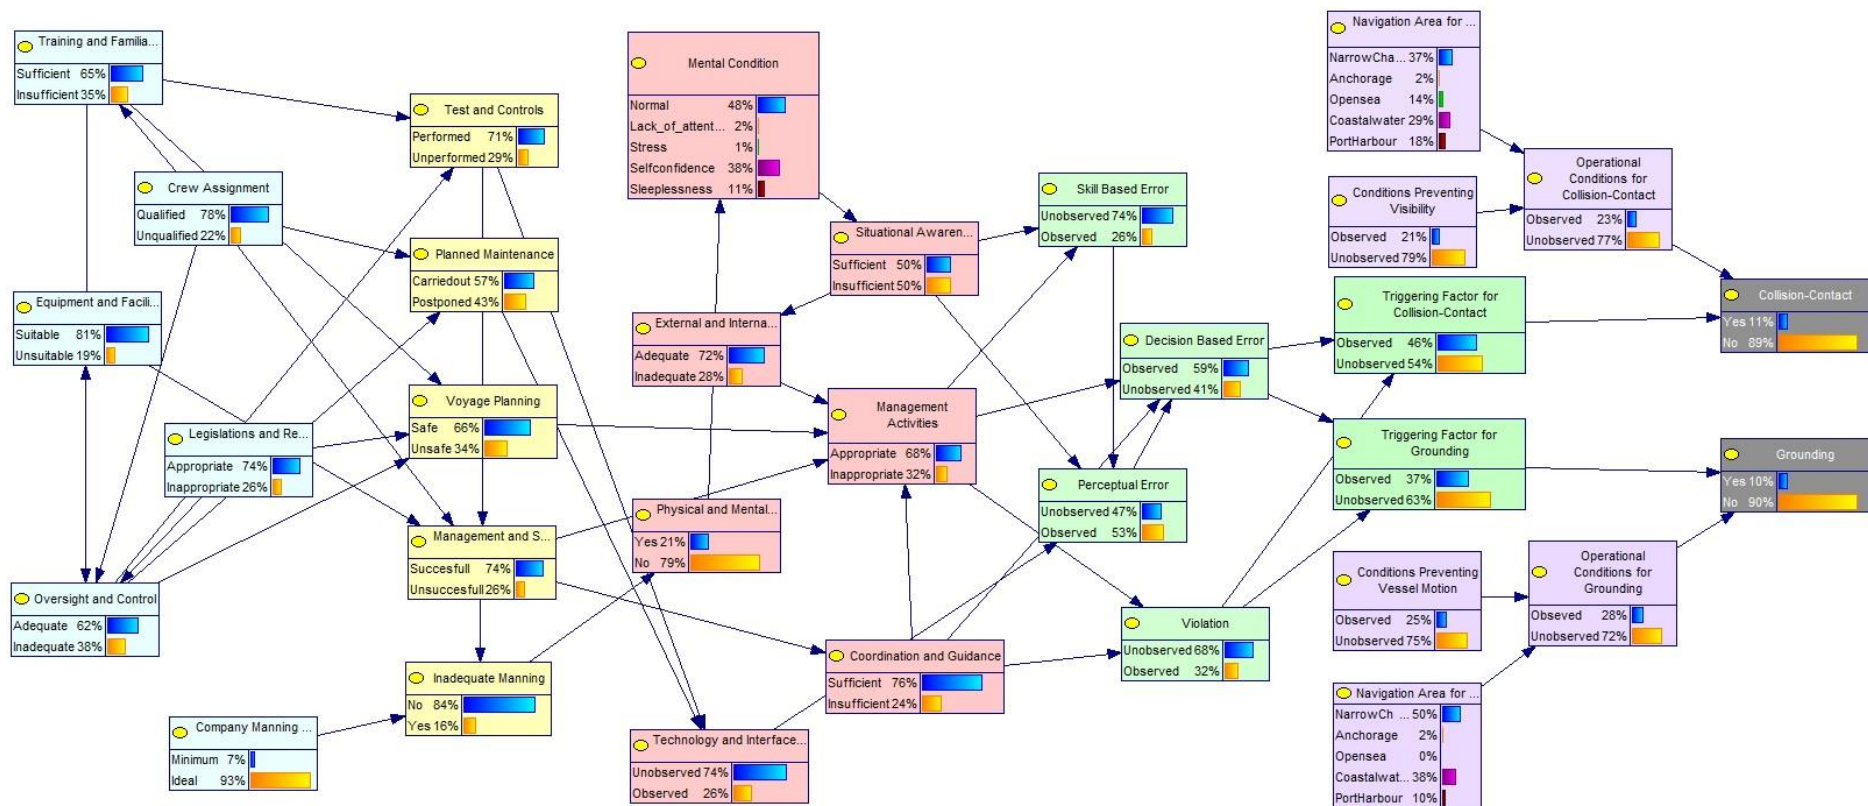 Training and Familia...
Sufficient 65%
Insufficient 35%
Crew Assignment
Qualified 78%
Unqualified 22%
Equipment and Facili...
Suitable 81%
Unsuitable 19%
Legislations and Re...
Appropriate 74%
Inappropriate 26%
Oversight and Control
Adequate 62%
Inadequate 38%
Company Manning ...
Minimum 7%
Ideal 93%
Test and Controls
Performed 71%
Unperformed 29%
Planned Maintenance
Carriedout 57%
Postponed 43%
Voyage Planning
Safe 66%
Unsafe 34%
Management and S...
Succesfull 74%
Unsuccesfull 26%
Inadequate Manning
No 84%
Yes 16%
Mental Condition
Normal 48%
Lack_of_attent... 2%
Stress 1%
Selfconfidence 38%
Sleeplessness 11%
Situational Awaren...
Sufficient 50%
Insufficient 50%
External and Interna...
Adequate 72%
Inadequate 28%
Management
Activities
Appropriate 68%
Inappropriate 32%
Physical and Mental...
Yes 21%
No 79%
Coordination and Guidance
Sufficient 76%
Insufficient 24%
Technology and Interface...
Unobserved 74%
Observed 26%
Skill Based Error
Unobserved 74%
Observed 26%
Decision Based Error
Observed 59%
Unobserved 41%
Perceptual Error
Unobserved 47%
Observed 53%
Violation
Unobserved 68%
Observed 32%
Navigation Area for ...
NarrowCha... 37%
Anchorage 2%
Opensea 14%
Coastalwater 29%
PortHarbour 18%
Conditions Preventing
Visibility
Observed 21%
Unobserved 79%
Operational
Conditions for
Collision-Contact
Observed 23%
Unobserved 77%
Triggering Factor for
Collision-Contact
Observed 46%
Unobserved 54%
Collision-Contact
Yes 11%
No 89%
Triggering Factor for
Grounding
Observed 37%
Unobserved 63%
Grounding
Yes 10%
No 90%
Conditions Preventing
Vessel Motion
Observed 25%
Unobserved 75%
Operational
Conditions for
Grounding
Obseved 28%
Unobserved 72%
Navigation Area for ...
NarrowCh ... 50%
Anchorage 2%
Opensea 0%
Coastalwat... 38%
PortHarbour 10%